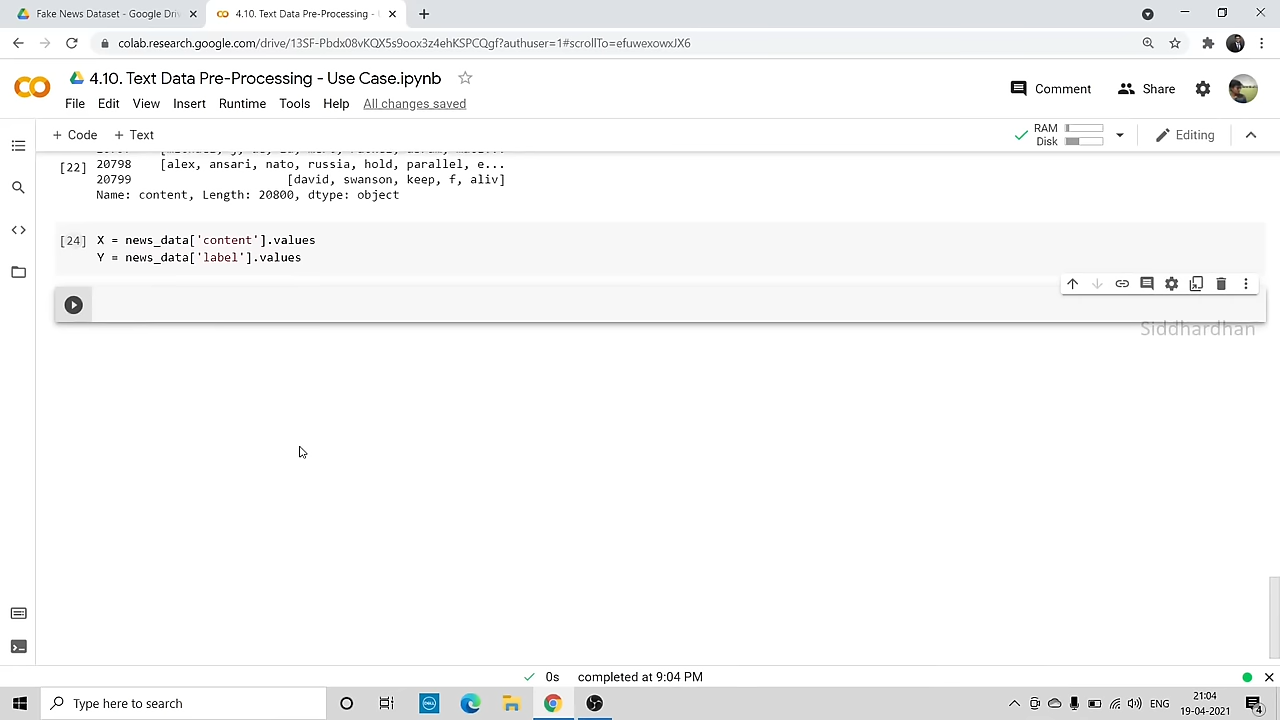 Fake News Dataset - Google Dri
4.10. Text Data Pre-Processing -
colab.research.google.com/drive/13SF-Pbdx08vKQX5s9oox3z4ehKSPCQgf?authuser=1#scrollTo=efuwexowxJX6
4.10. Text Data Pre-Processing - Use Case.ipynb
Comment
Share
File Edit View Insert Runtime Tools Help All changes saved
+ Code + Text
RAM
Disk
Editing
[22]
20798 [alex, ansari, nato, russia, hold, parallel, e...
20799 [david, swanson, keep, f, aliv]
Name: content, Length: 20800, dtype: object
[24] X = news_data['content'].values
Y = news_data['label'].values
Siddhardhan
0s completed at 9:04 PM
Type here to search
DELL
ENG
21:04
19-04-2021
4